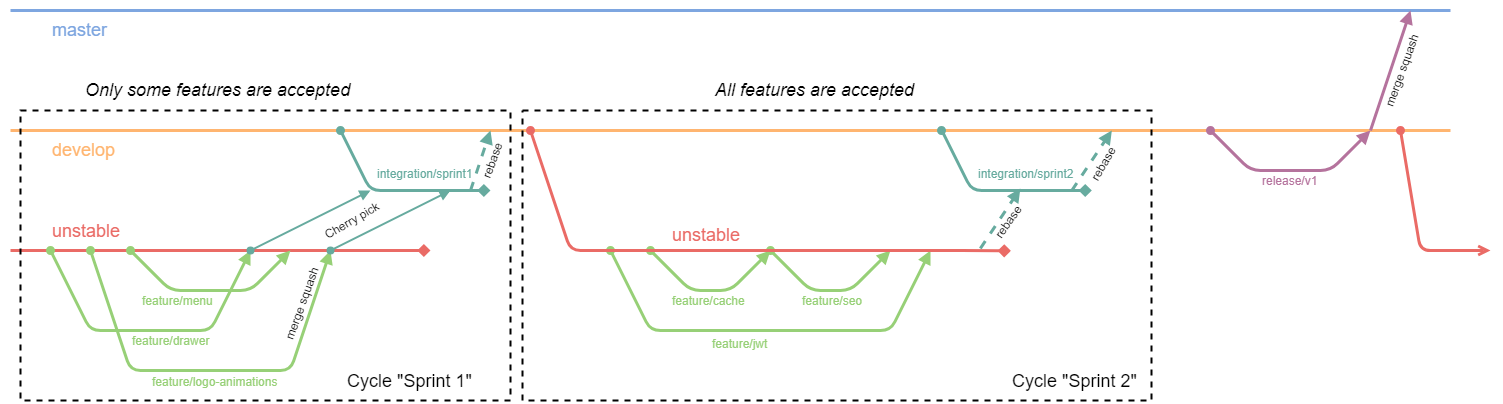 master
Only some features are accepted
All features are accepted
merge squash
develop
integration/sprint1
rebase
integration/sprint2
rebase
release/v1
Cherry pick
unstable
unstable
rebase
feature/menu
merge squash
feature/cache
feature/seo
feature/drawer
feature/jwt
feature/logo-animations
Cycle "Sprint 1"
Cycle "Sprint 2"